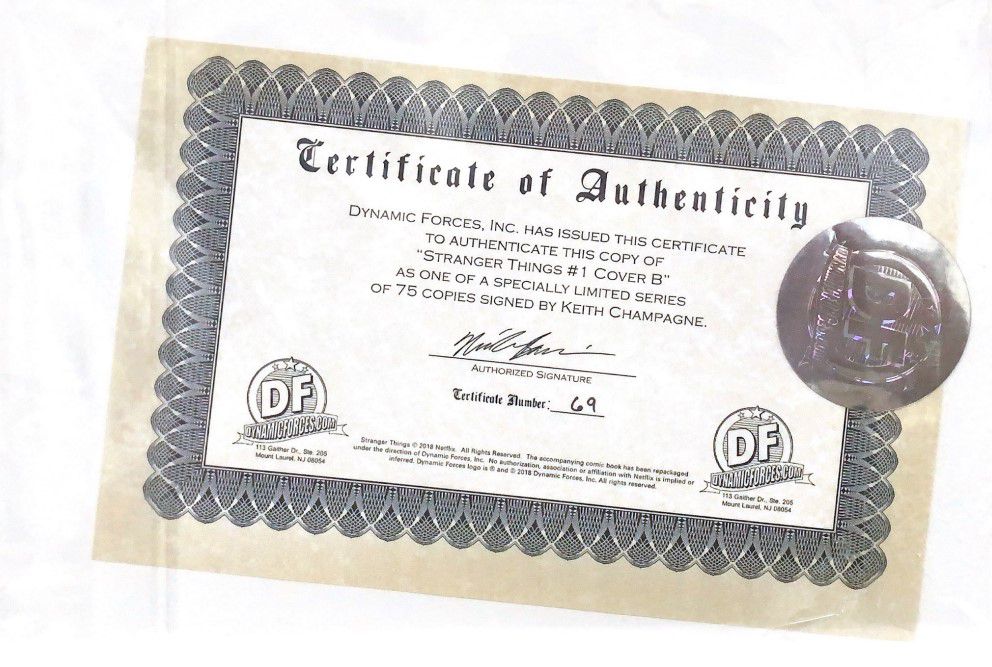 Certificate of Authenticity
DYNAMIC FORCES, INC. HAS ISSUED THIS CERTIFICATE
TO AUTHENTICATE THIS COPY OF
"STRANGER THINGS #1 COVER B"
AS ONE OF A SPECIALLY LIMITED SERIES
OF 75 COPIES SIGNED BY KEITH CHAMPAGNE.
AUTHORIZED SIGNATURE
Certificate Number: 69
DF
DYNAMICFORCES.COM
113 Gaither Dr., Ste. 205
Mount Laurel, NJ 08054
Stranger Things © 2018 Netflix. All Rights Reserved. The accompanying comic book has been repackaged
under the direction of Dynamic Forces, Inc. No authorization, association or affiliation with Netflix is implied or
inferred. Dynamic Forces logo is ® and © 2018 Dynamic Forces, Inc. All rights reserved.
DF
DYNAMICFORCES.COM
113 Gaither Dr., Ste. 205
Mount Laurel, NJ 08054
DF